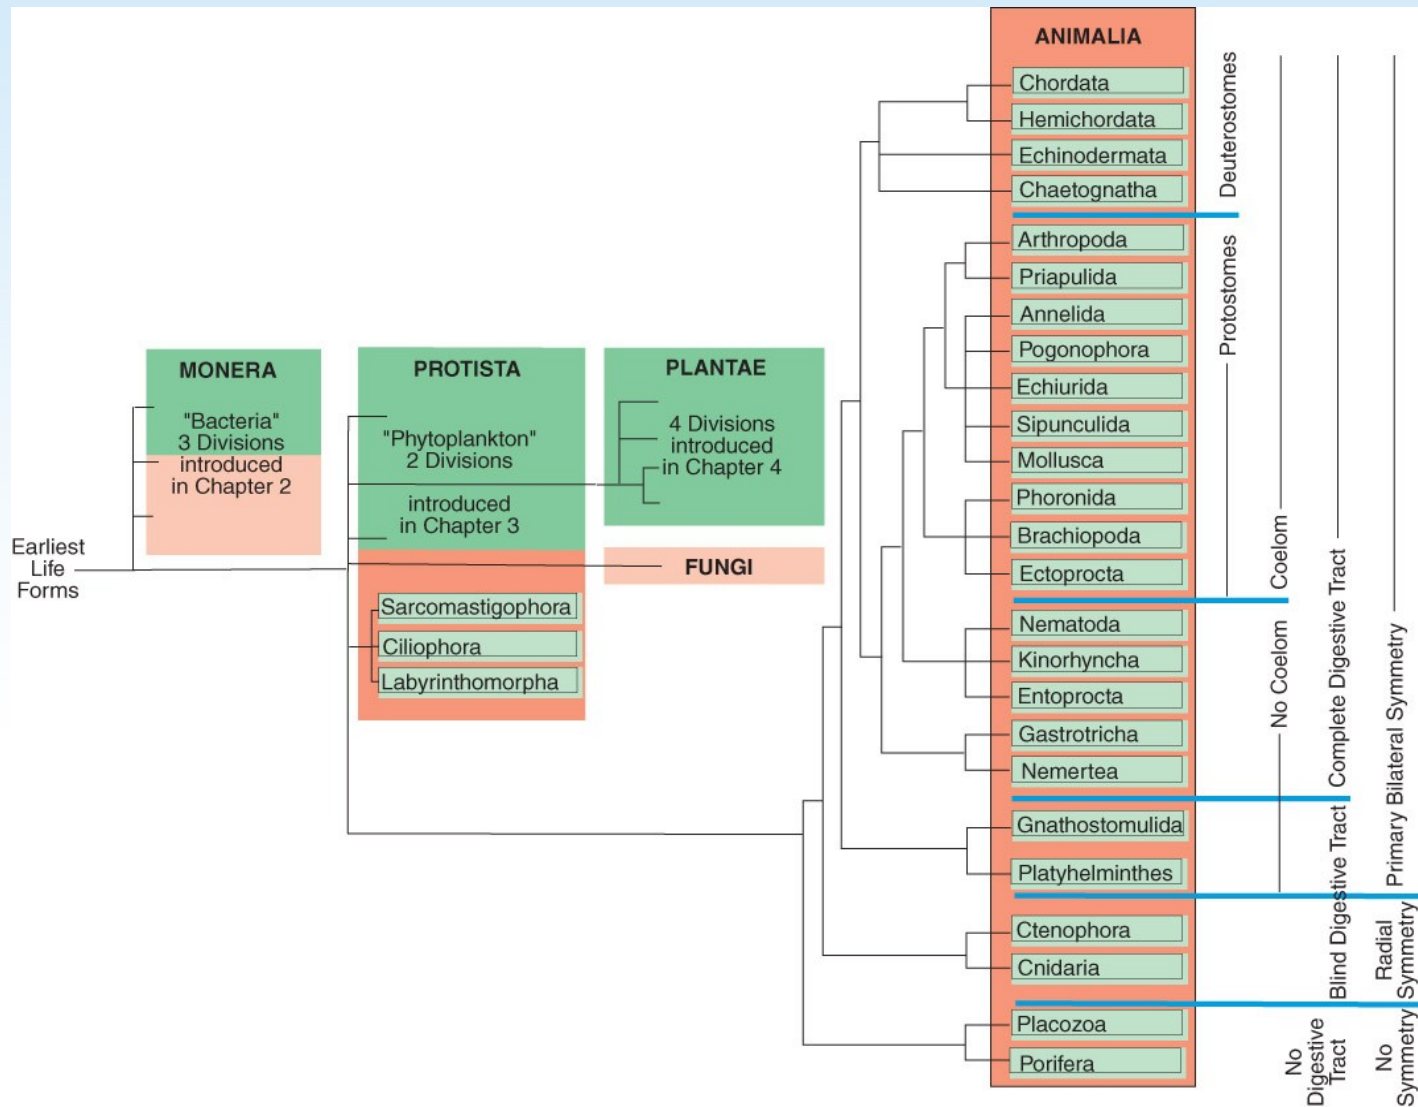 Earliest
Life
Forms
MONERA
"Bacteria"
3 Divisions
introduced
in Chapter 2
PROTISTA
"Phytoplankton"
2 Divisions
introduced
in Chapter 3
Sarcomastigophora
Ciliophora
Labyrinthomorpha
PLANTAE
4 Divisions
introduced
in Chapter 4
FUNGI
ANIMALIA
Chordata
Hemichordata
Echinodermata
Chaetognatha
Arthropoda
Priapulida
Annelida
Pogonophora
Echiurida
Sipunculida
Mollusca
Phoronida
Brachiopoda
Ectoprocta
Nematoda
Kinorhyncha
Entoprocta
Gastrotricha
Nemertea
Gnathostomulida
Platyhelminthes
Ctenophora
Cnidaria
Placozoa
Porifera
Deuterostomes
Protostomes
Coelom
No Coelom
Complete Digestive Tract
Blind Digestive Tract
No
Digestive
Tract
Primary Bilateral Symmetry
Radial
Symmetry
No
Symmetry